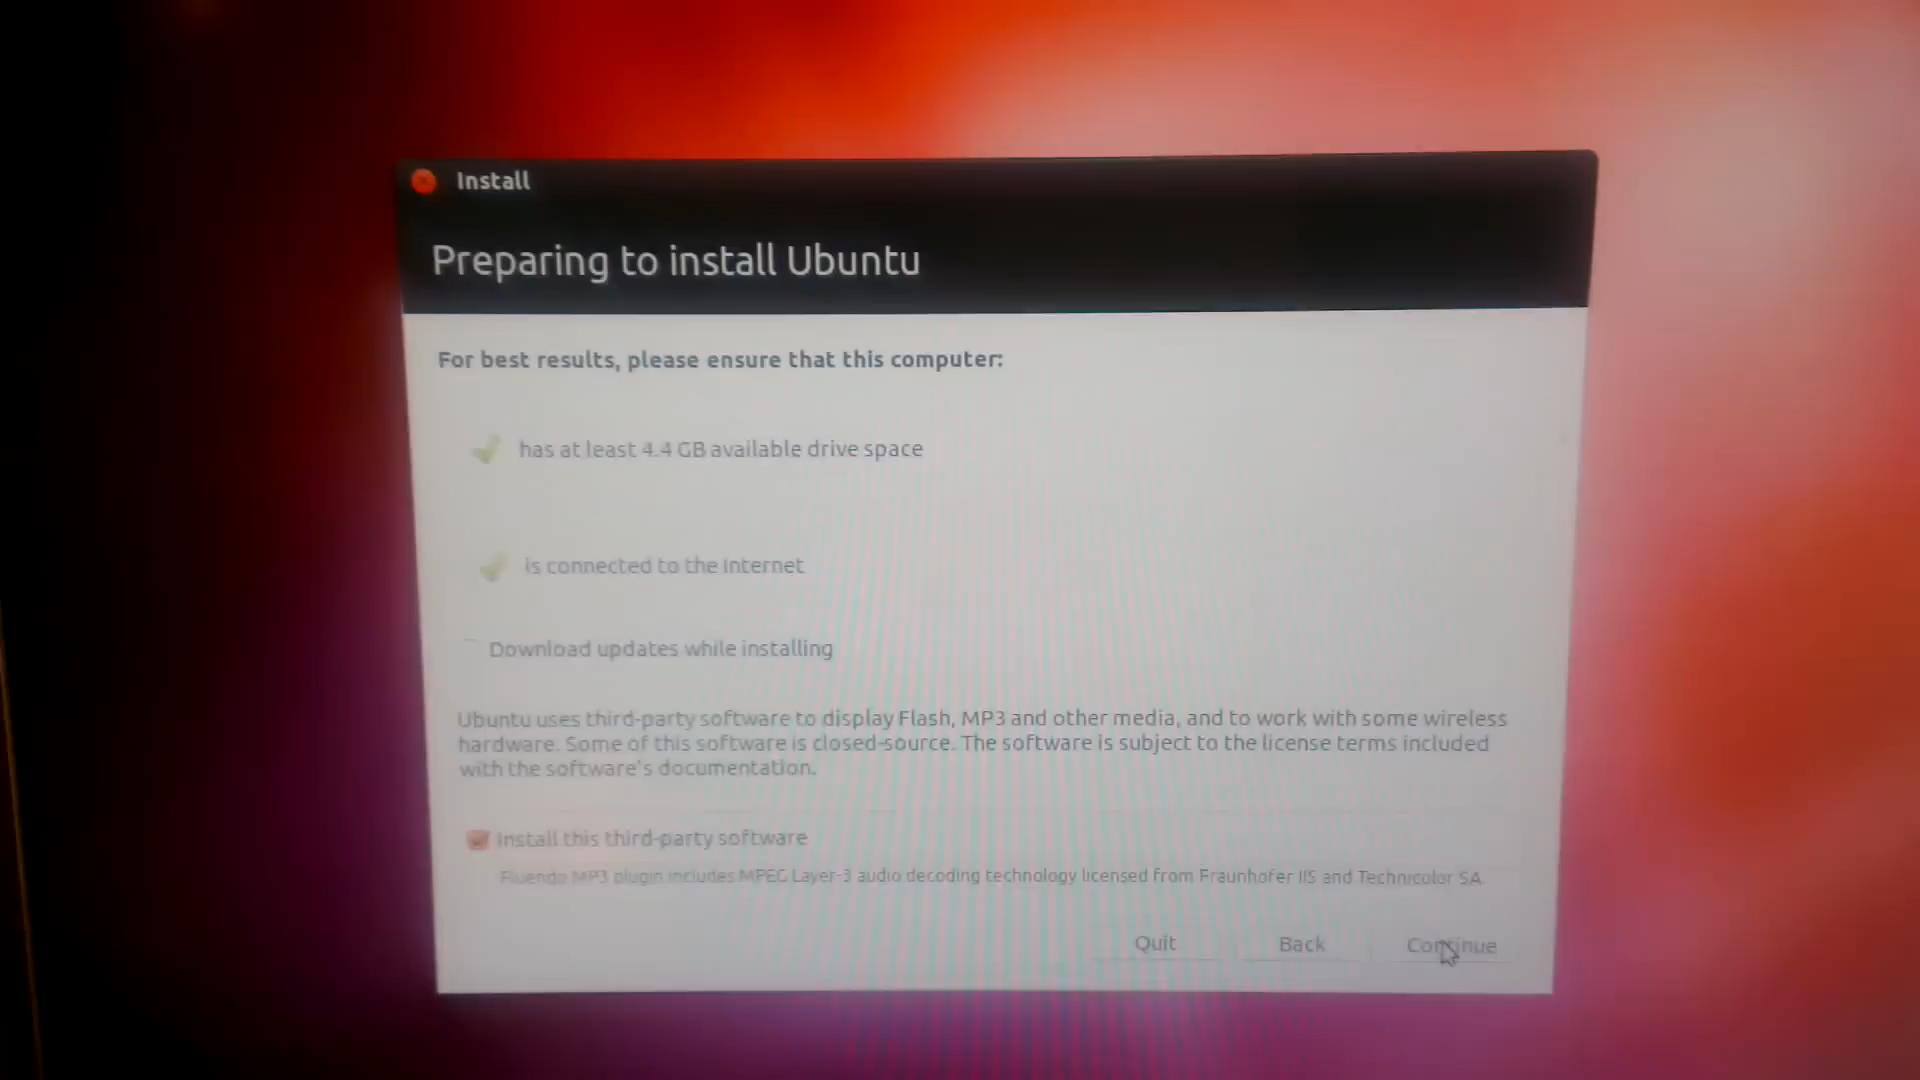 Install
Preparing to install Ubuntu
For best results, please ensure that this computer:
has at least 4.4 GB available drive space
is connected to the Internet
Download updates while installing
Ubuntu uses third-party software to display Flash, MP3 and other media, and to work with some wireless
hardware. Some of this software is closed-source. The software is subject to the license terms included
with the software's documentation.
Install this third-party software
Fluendo MP3 plugin includes MPEG Layer-3 audio decoding technology licensed from Fraunhofer IIS and Technicolor SA.
Quit Back Continue